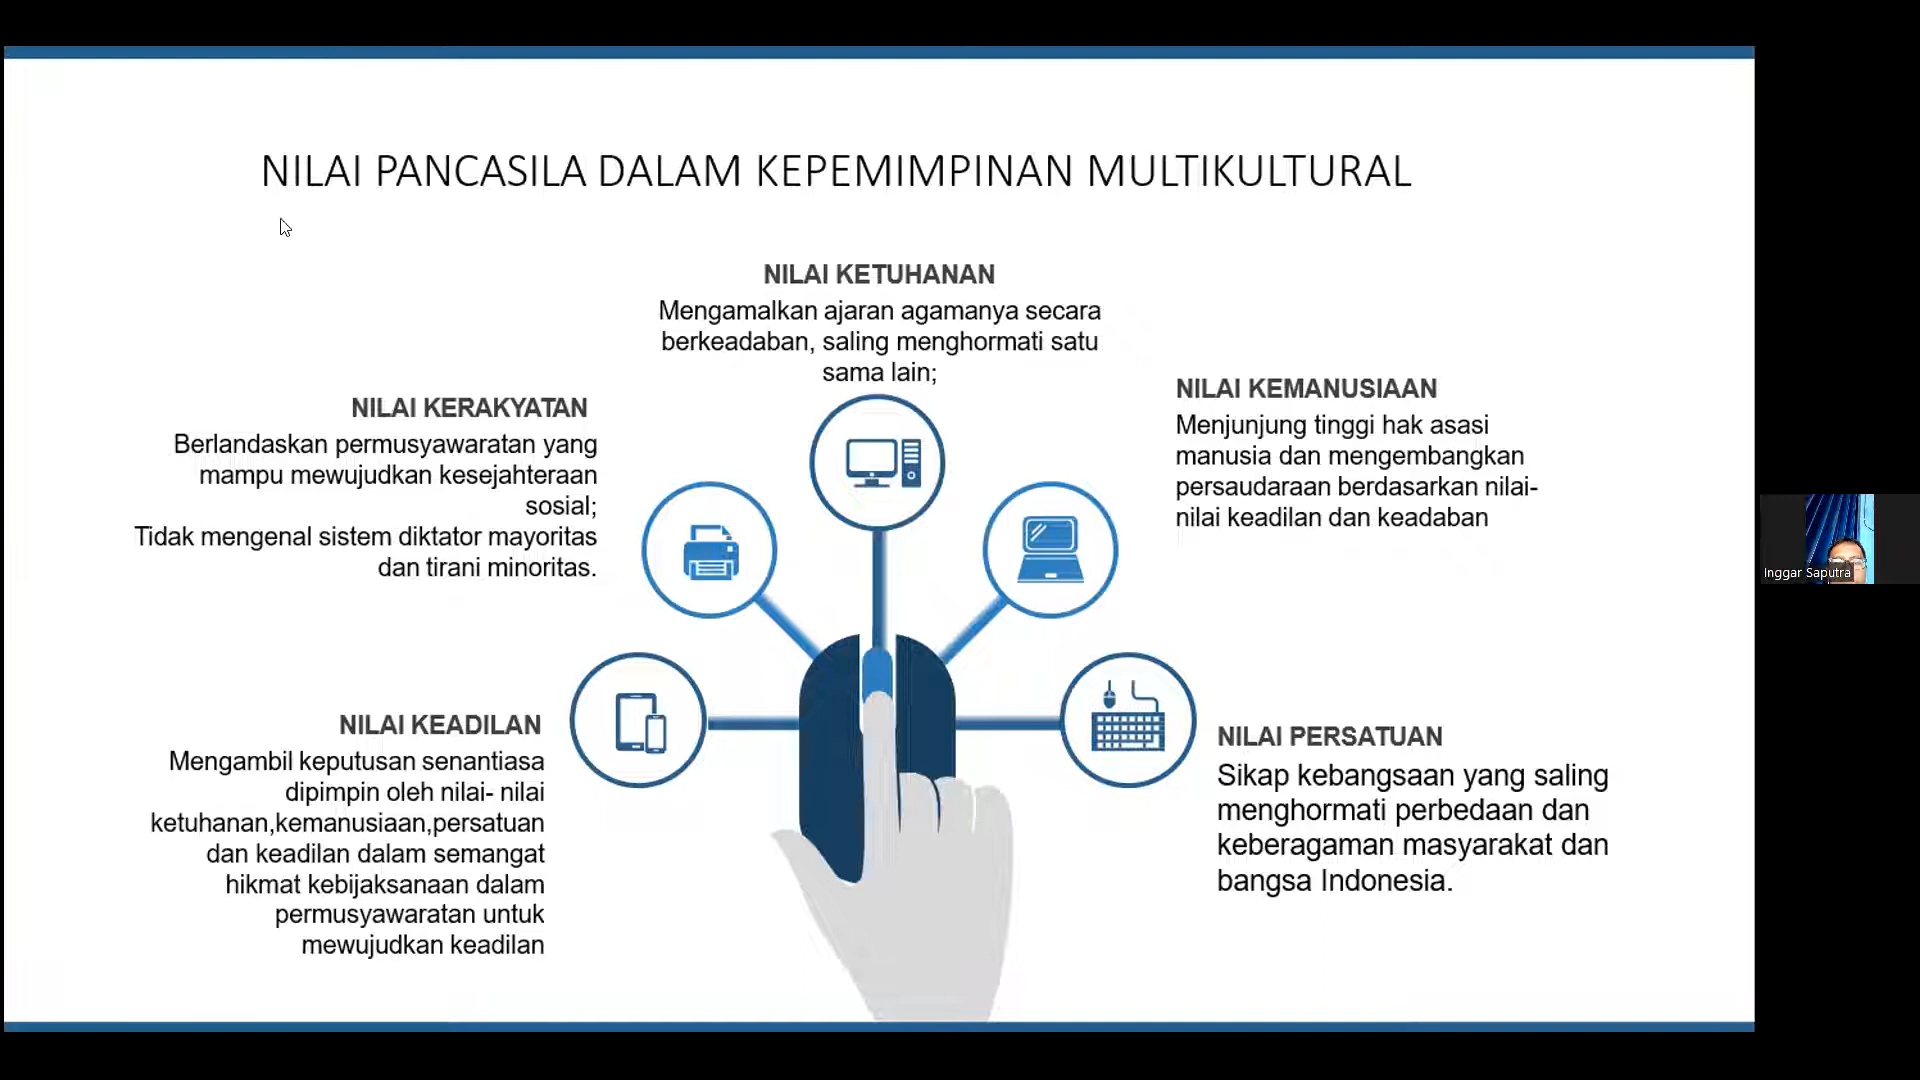 NILAI PANCASILA DALAM KEPEMIMPINAN MULTIKULTURAL
NILAI KETUHANAN
Mengamalkan ajaran agamanya secara
berkeadaban, saling menghormati satu
sama lain;
NILAI KERAKYATAN
Berlandaskan permusyawaratan yang
mampu mewujudkan kesejahteraan
sosial;
Tidak mengenal sistem diktator mayoritas
dan tirani minoritas.
NILAI KEMANUSIAAN
Menjunjung tinggi hak asasi
manusia dan mengembangkan
persaudaraan berdasarkan nilai-
nilai keadilan dan keadaban
NILAI KEADILAN
Mengambil keputusan senantiasa
dipimpin oleh nilai- nilai
ketuhanan,kemanusiaan,persatuan
dan keadilan dalam semangat
hikmat kebijaksanaan dalam
permusyawaratan untuk
mewujudkan keadilan
NILAI PERSATUAN
Sikap kebangsaan yang saling
menghormati perbedaan dan
keberagaman masyarakat dan
bangsa Indonesia.
Inggar Saputra